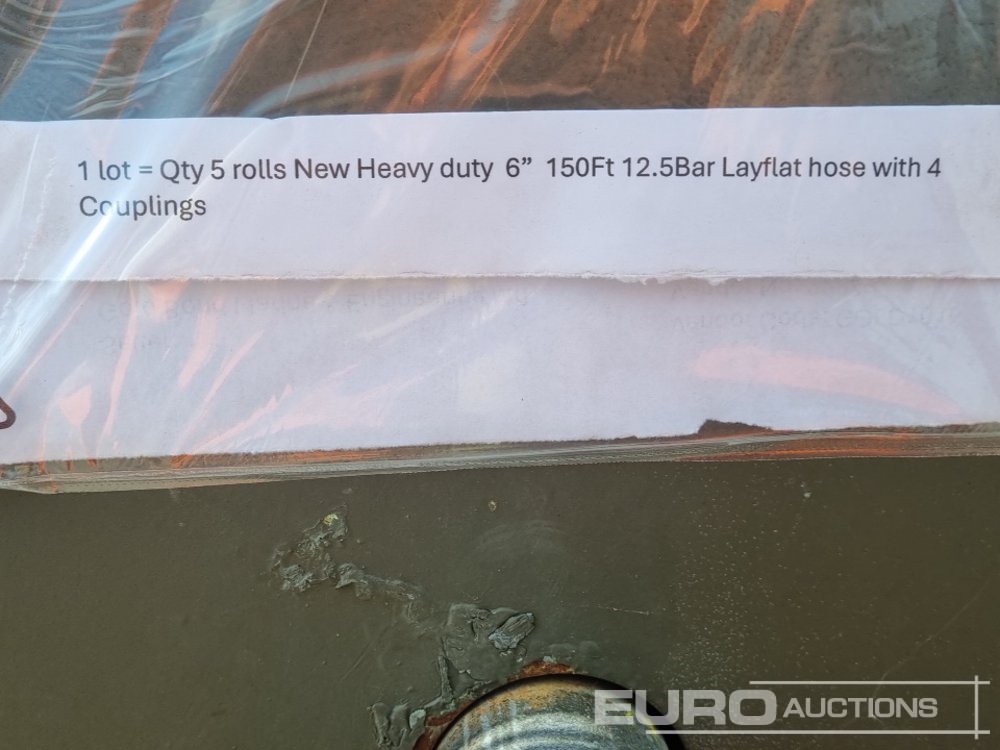 1 lot = Qty 5 rolls New Heavy duty 6” 150Ft 12.5Bar Layflat hose with 4
Couplings
EURO AUCTIONS